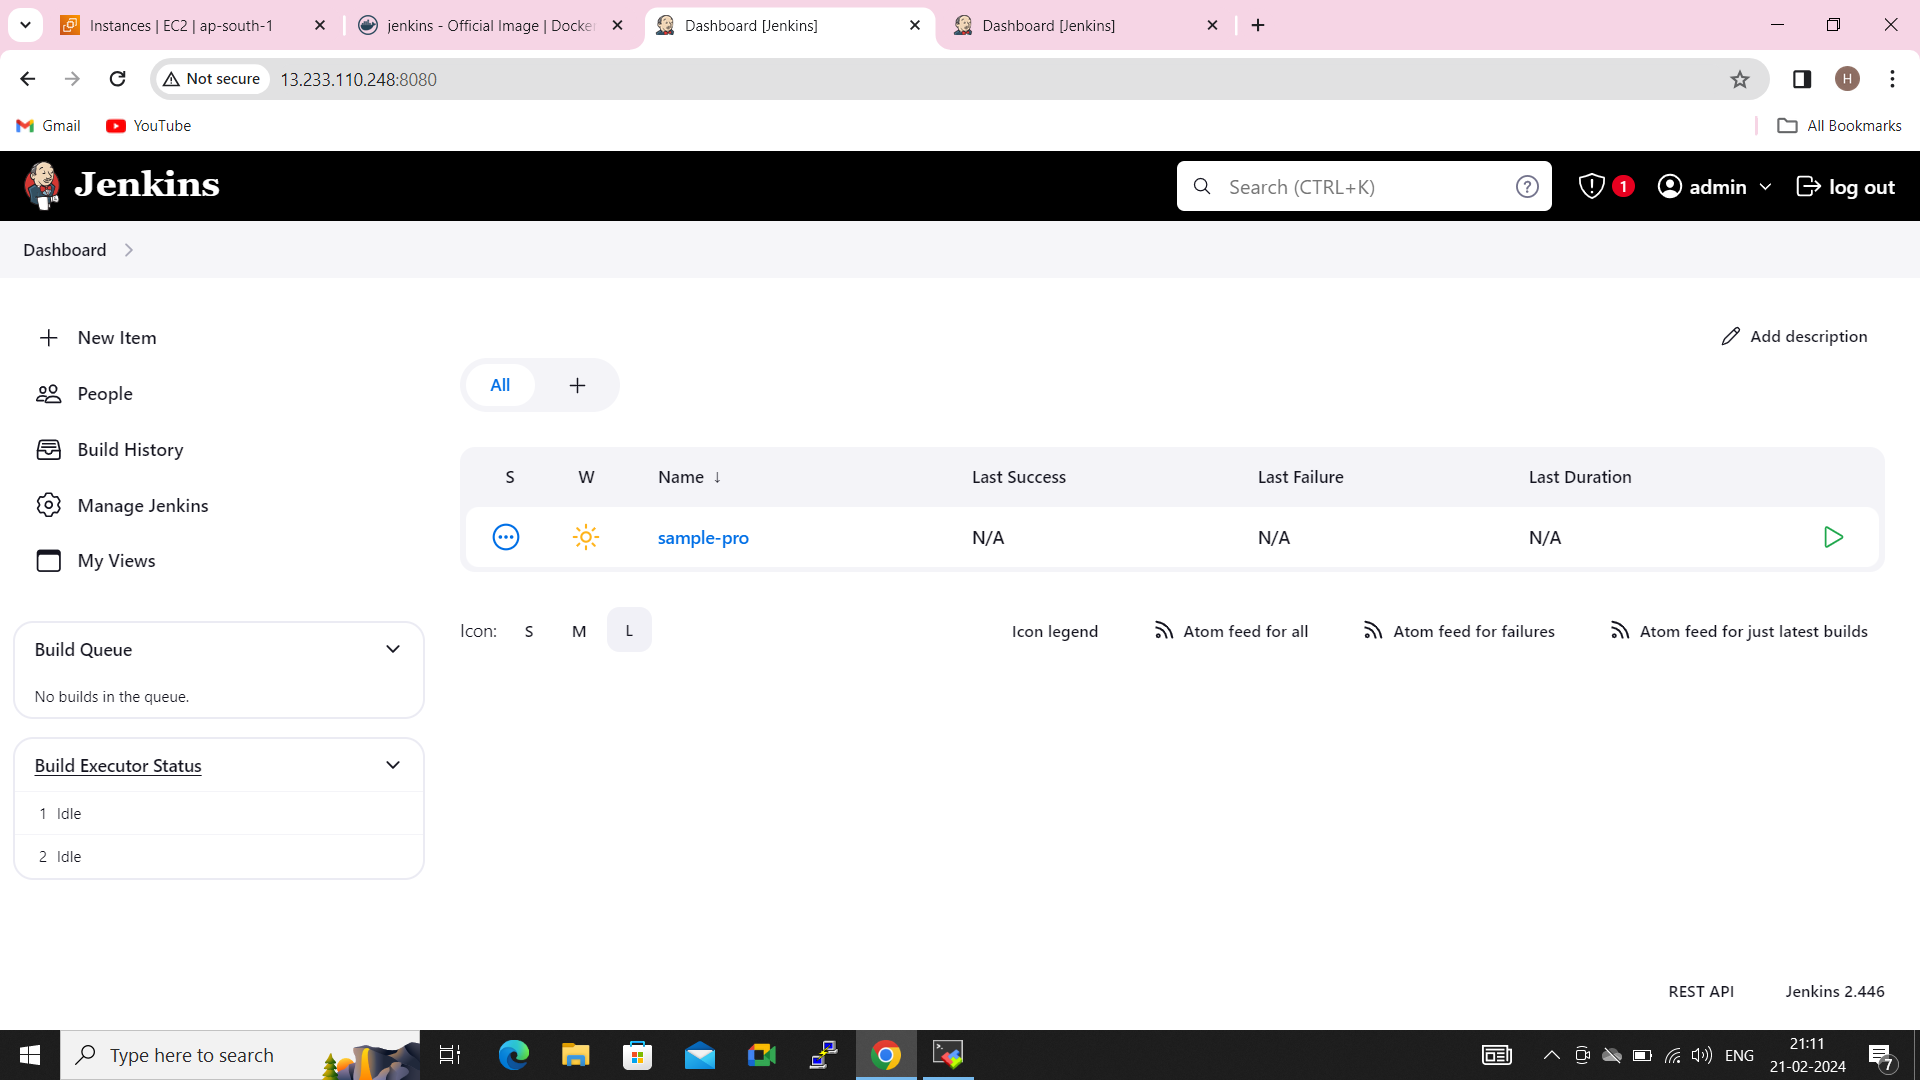 Instances | EC2 | ap-south-1
jenkins - Official Image | Docke
Dashboard [Jenkins]
Dashboard [Jenkins]
Not secure
13.233.110.248:8080
H
Gmail
YouTube
All Bookmarks
Jenkins
Search (CTRL+K)
1
admin
log out
Dashboard
New Item
People
Build History
Manage Jenkins
My Views
Add description
All
S W Name ↓ Last Success Last Failure Last Duration
sample-pro N/A N/A N/A
Icon: S M L
Icon legend
Atom feed for all
Atom feed for failures
Atom feed for just latest builds
Build Queue
No builds in the queue.
Build Executor Status
1 Idle
2 Idle
REST API
Jenkins 2.446
Type here to search
ENG
21:11
21-02-2024
7